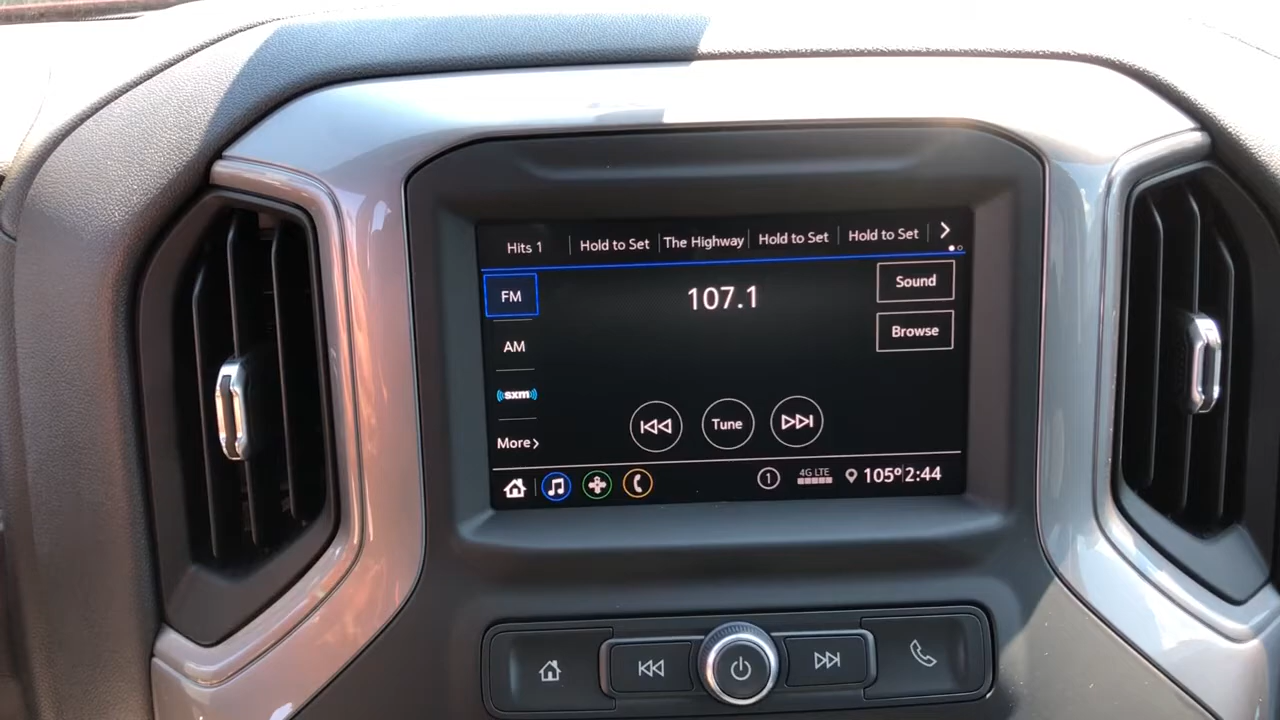 Hits 1 Hold to Set The Highway Hold to Set Hold to Set
FM
107.1
Sound
AM
Browse
sxm
Tune
More
1 4G LTE 105° 2:44